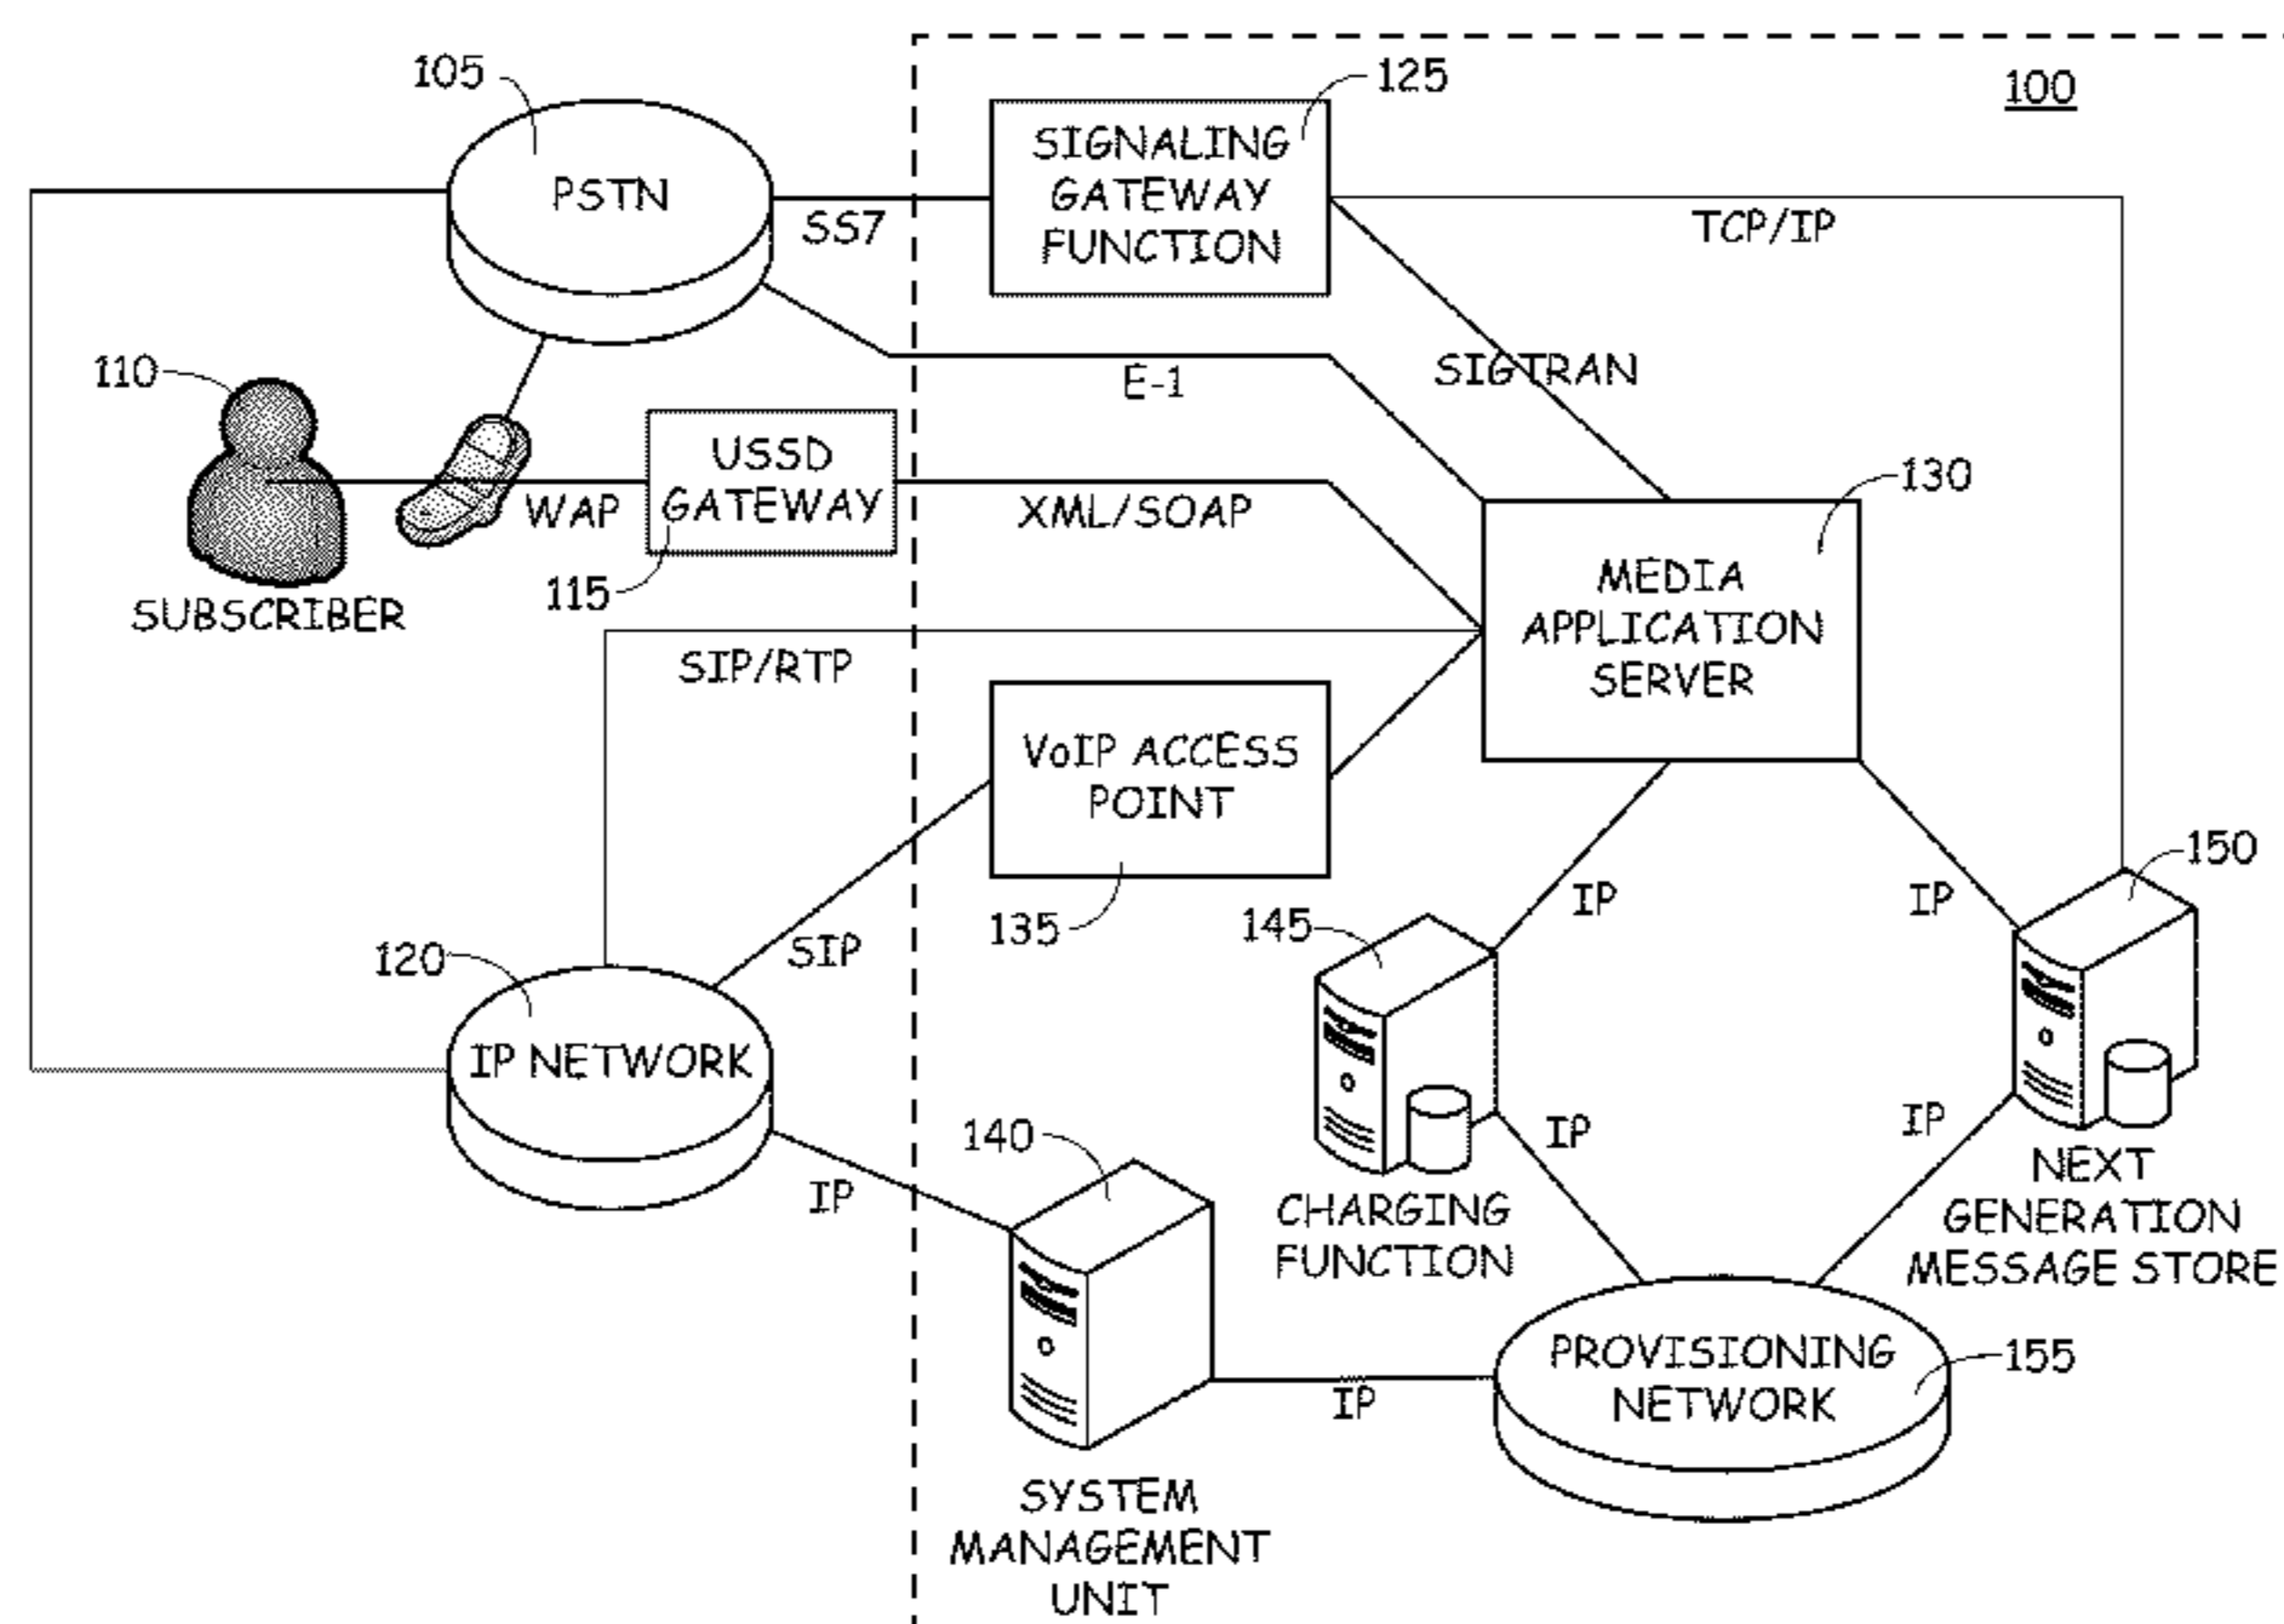 100
105
PSTN
SS7
125
SIGNALING
GATEWAY
FUNCTION
TCP/IP
E-1
SIGTRAN
110
SUBSCRIBER
WAP
USSD
GATEWAY
115
XML/SOAP
130
MEDIA
APPLICATION
SERVER
SIP/RTP
VoIP ACCESS
POINT
135
SIP
120
IP NETWORK
IP
IP
145
150
IP
IP
CHARGING
FUNCTION
NEXT
GENERATION
MESSAGE STORE
IP
140
SYSTEM
MANAGEMENT
UNIT
IP
PROVISIONING
NETWORK
155